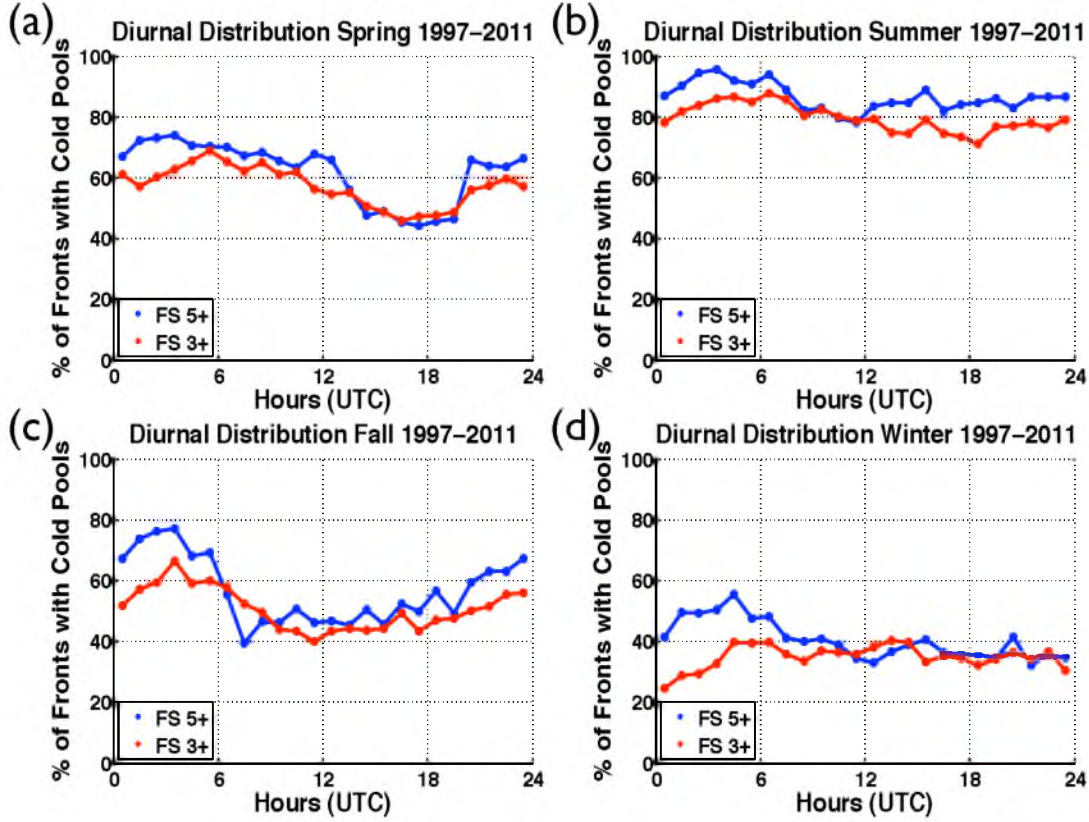 (a)
Diurnal Distribution Spring 1997–2011
% of Fronts with Cold Pools
100
80
60
40
20
0
FS 5+
FS 3+
0 6 12 18 24
Hours (UTC)
(b)
Diurnal Distribution Summer 1997–2011
% of Fronts with Cold Pools
100
80
60
40
20
0
FS 5+
FS 3+
0 6 12 18 24
Hours (UTC)
(c)
Diurnal Distribution Fall 1997–2011
% of Fronts with Cold Pools
100
80
60
40
20
0
FS 5+
FS 3+
0 6 12 18 24
Hours (UTC)
(d)
Diurnal Distribution Winter 1997–2011
% of Fronts with Cold Pools
100
80
60
40
20
0
FS 5+
FS 3+
0 6 12 18 24
Hours (UTC)